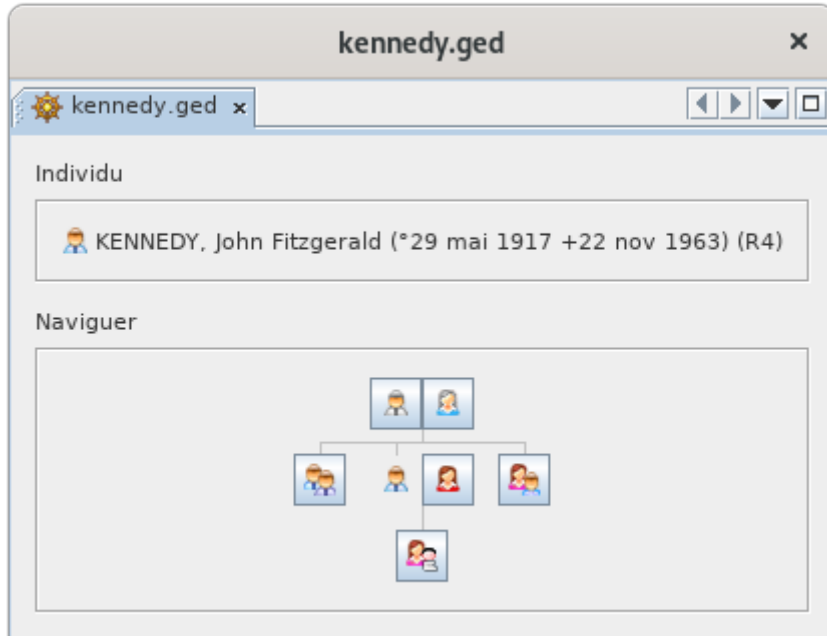 kennedy.ged
kennedy.ged
Individu
KENNEDY, John Fitzgerald (°29 mai 1917 +22 nov 1963) (R4)
Naviguer